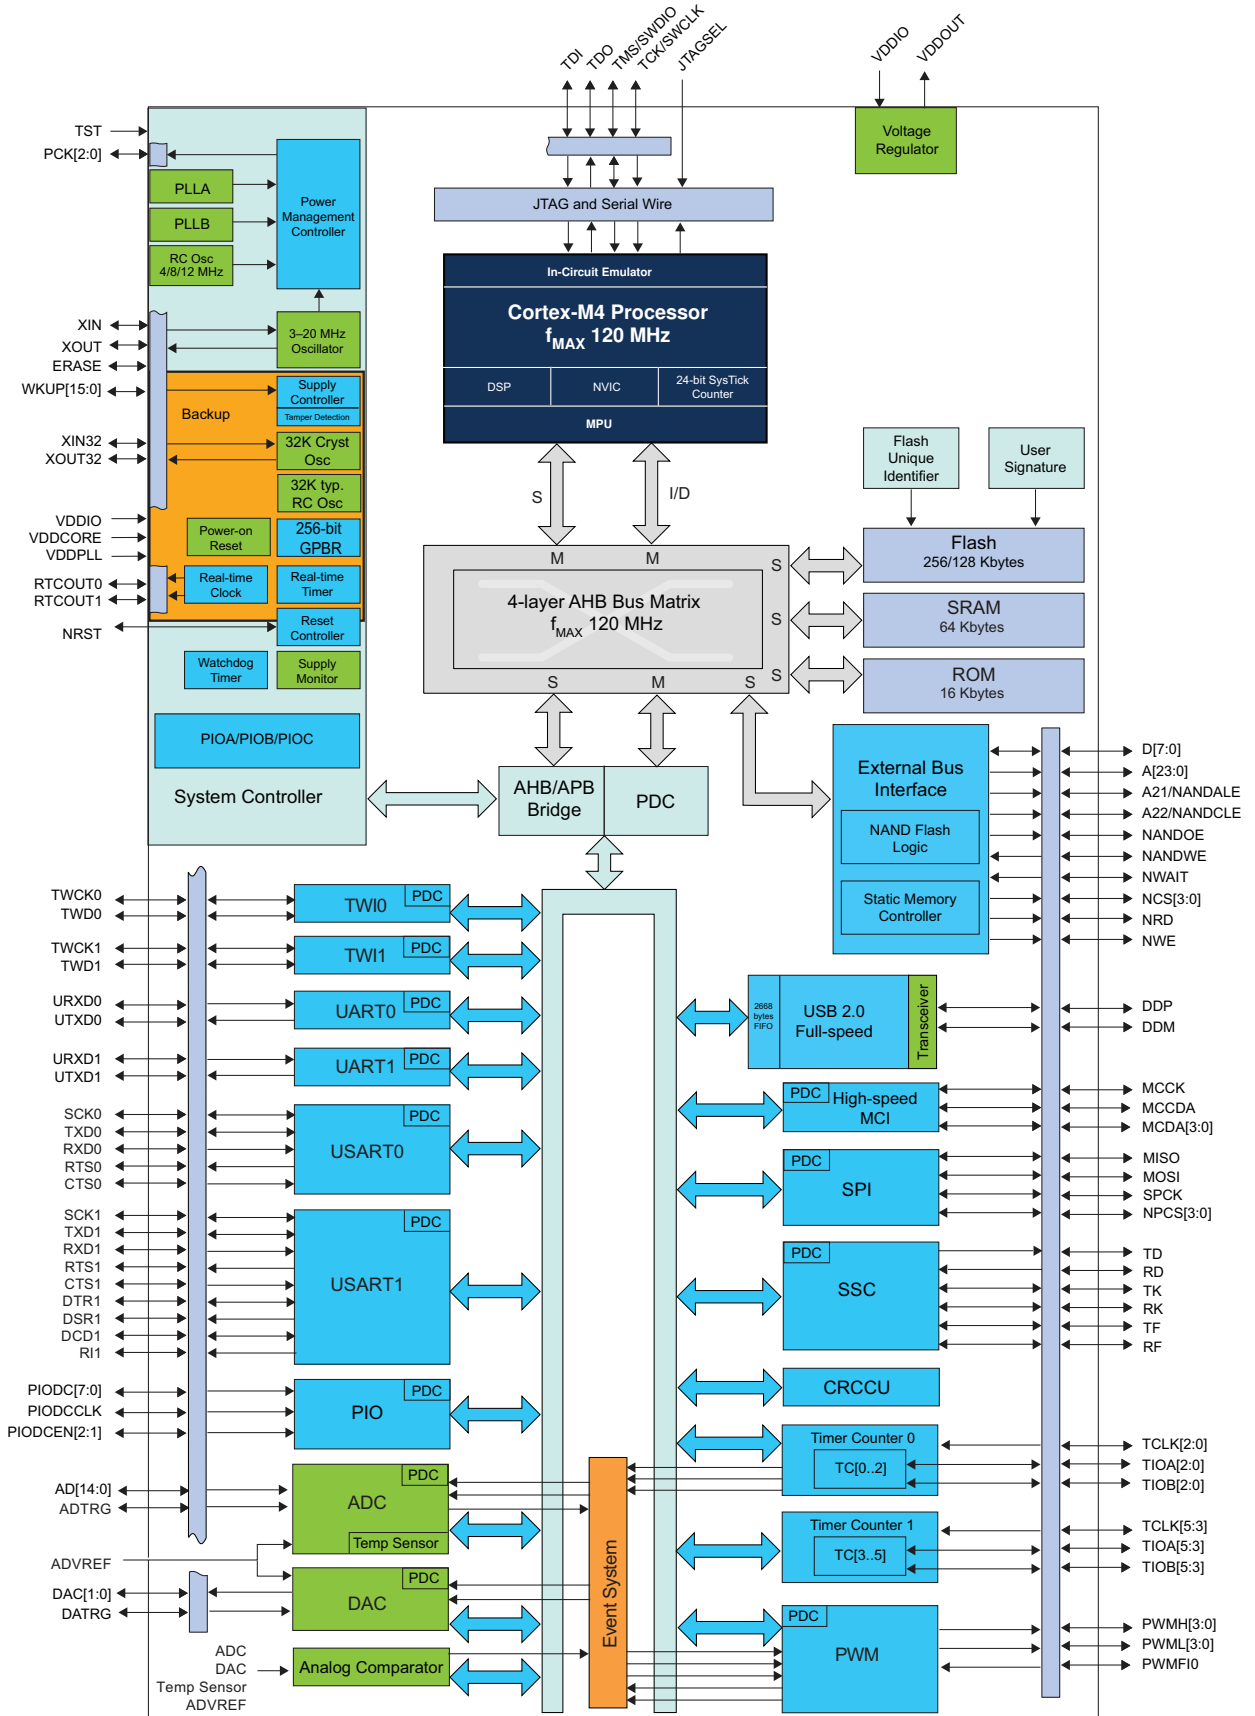 TDI
TDO
TMS/SWDIO
TCK/SWCLK
JTAGSEL
VDDIO
VDDOUT
TST
PCK[2:0]
PLLA
PLLB
RC Osc
4/8/12 MHz
Power
Management
Controller
Voltage
Regulator
JTAG and Serial Wire
In-Circuit Emulator
Cortex-M4 Processor
fMAX 120 MHz
DSP
NVIC
24-bit SysTick
Counter
MPU
XIN
XOUT
ERASE
WKUP[15:0]
XIN32
XOUT32
VDDIO
VDDCORE
VDDPLL
RTCOUT0
RTCOUT1
NRST
3–20 MHz
Oscillator
Backup
Supply
Controller
Tamper Detection
32K Cryst
Osc
32K typ.
RC Osc
Power-on
Reset
256-bit
GPBR
Real-time
Clock
Real-time
Timer
Reset
Controller
Watchdog
Timer
Supply
Monitor
PIOA/PIOB/PIOC
System Controller
S
I/D
M
M
S
S
S
S
M
S
4-layer AHB Bus Matrix
fMAX 120 MHz
Flash
Unique
Identifier
User
Signature
Flash
256/128 Kbytes
SRAM
64 Kbytes
ROM
16 Kbytes
AHB/APB
Bridge
PDC
External Bus
Interface
NAND Flash
Logic
Static Memory
Controller
D[7:0]
A[23:0]
A21/NANDALE
A22/NANDCLE
NANDOE
NANDWE
NWAIT
NCS[3:0]
NRD
NWE
TWCK0
TWD0
PDC
TWI0
TWCK1
TWD1
PDC
TWI1
URXD0
UTXD0
PDC
UART0
URXD1
UTXD1
PDC
UART1
SCK0
TXD0
RXD0
RTS0
CTS0
PDC
USART0
SCK1
TXD1
RXD1
RTS1
CTS1
DTR1
DSR1
DCD1
RI1
PDC
USART1
PIODC[7:0]
PIODCCLK
PIODCEN[2:1]
PDC
PIO
AD[14:0]
ADTRG
PDC
ADC
Temp Sensor
ADVREF
DAC[1:0]
DATRG
PDC
DAC
ADC
DAC
Temp Sensor
ADVREF
Analog Comparator
Event System
2668
bytes
FIFO
USB 2.0
Full-speed
Transceiver
DDP
DDM
PDC
High-speed
MCI
MCCK
MCCDA
MCDA[3:0]
PDC
SPI
MISO
MOSI
SPCK
NPCS[3:0]
PDC
SSC
TD
RD
TK
RK
TF
RF
CRCCU
Timer Counter 0
TC[0..2]
TCLK[2:0]
TIOA[2:0]
TIOB[2:0]
Timer Counter 1
TC[3..5]
TCLK[5:3]
TIOA[5:3]
TIOB[5:3]
PDC
PWM
PWMH[3:0]
PWML[3:0]
PWMFI0